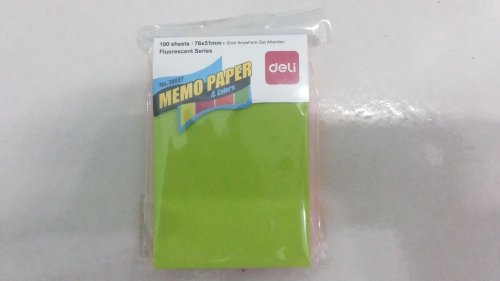 100 sheets / 76x51mm • Stick Anywhere Get Attention
Fluorescent Series
deli
MEMO PAPER
4 Colors